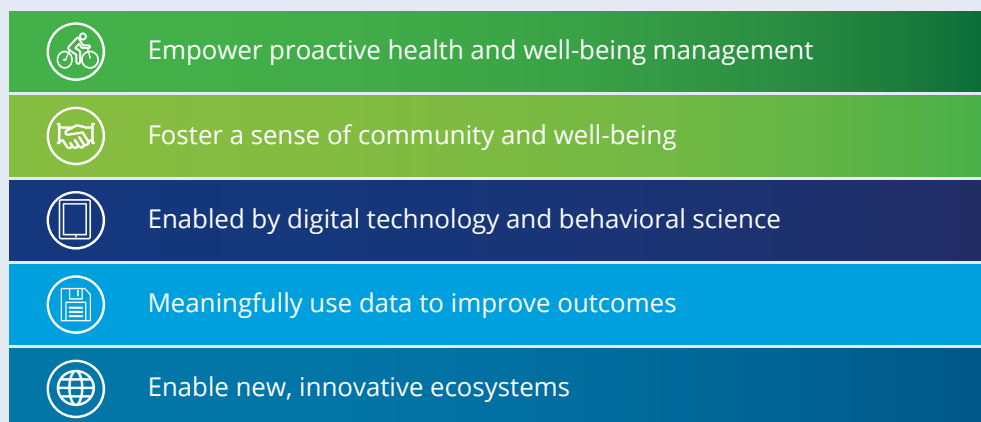 Empower proactive health and well-being management
Foster a sense of community and well-being
Enabled by digital technology and behavioral science
Meaningfully use data to improve outcomes
Enable new, innovative ecosystems